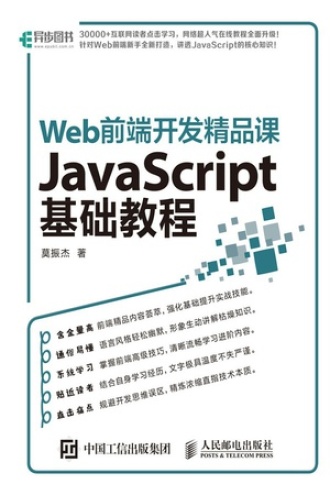 异步图书
www.epubit.com.cn
30000+互联网读者点击学习，网络超人气在线教程全面升级！
针对Web前端新手全新打造，讲透JavaScript的核心知识！
Web前端开发精品课
JavaScript
基础教程
莫振杰 著
含金量高 前端精品内容荟萃，强化基础提升实战技能。
通俗易懂 语言风格轻松幽默，形象生动讲解枯燥知识。
系统学习 掌握前端高级技巧，清晰流畅学习进阶内容。
贴近读者 结合自身学习经历，文字极具温度不失严谨。
直击痛点 规避开发思维误区，精炼浓缩直指技术本质。
中国工信出版集团
人民邮电出版社
POSTS & TELECOM PRESS